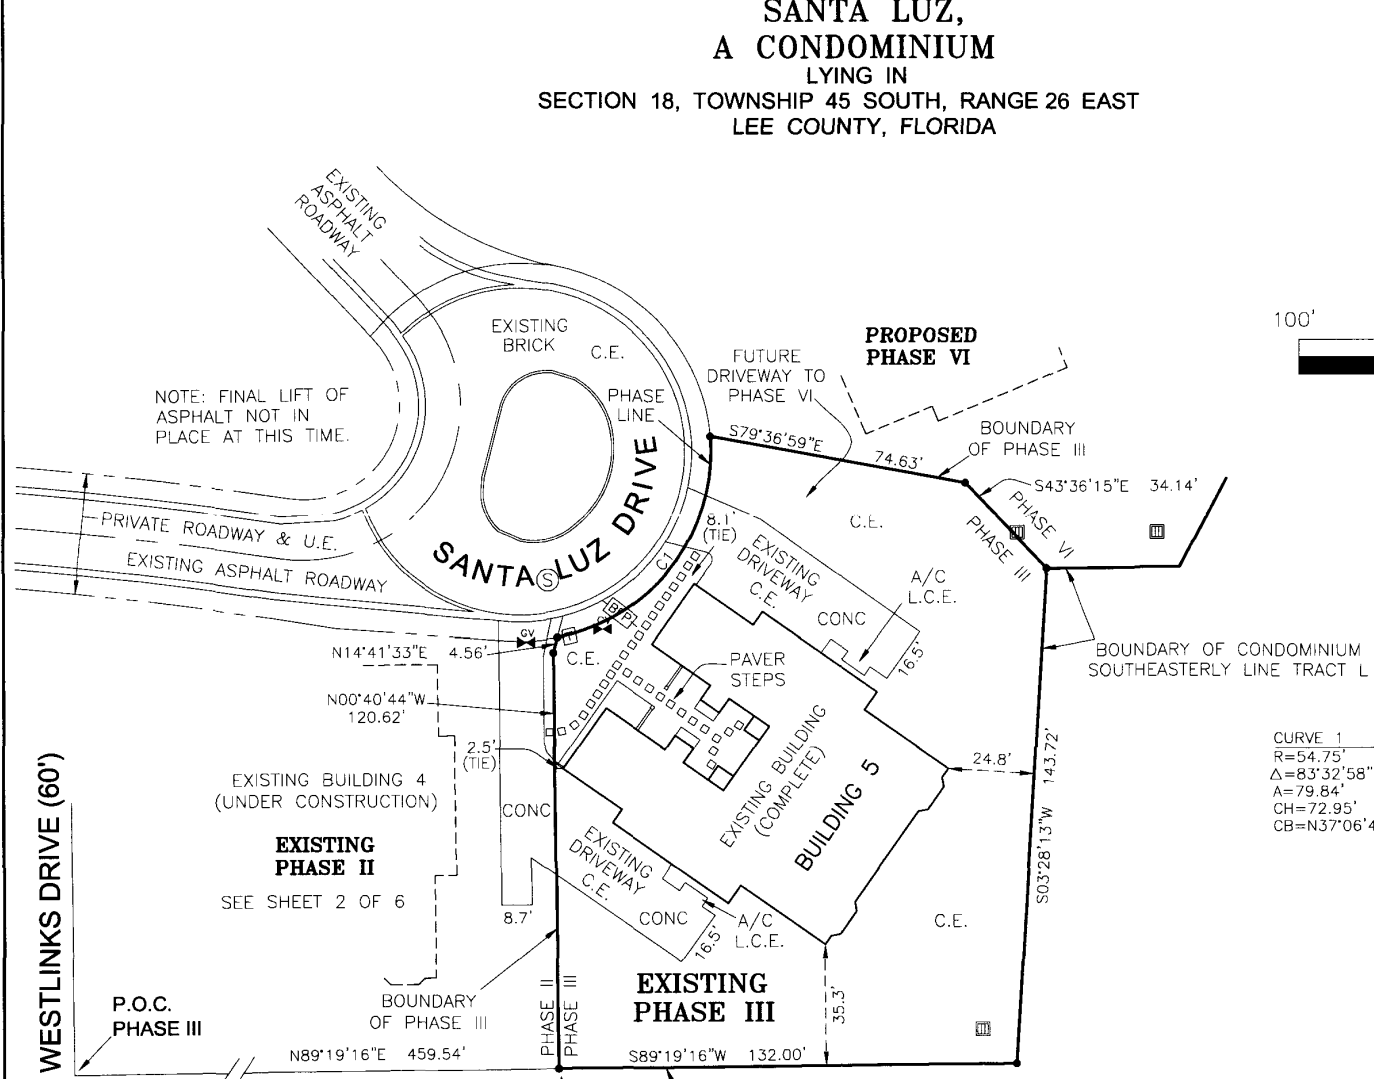 SANTA LUZ,
A CONDOMINIUM
LYING IN
SECTION 18, TOWNSHIP 45 SOUTH, RANGE 26 EAST
LEE COUNTY, FLORIDA
EXISTING
ASPHALT
ROADWAY
EXISTING
BRICK
C.E.
PHASE
LINE
FUTURE
DRIVEWAY TO
PHASE VI
PROPOSED
PHASE VI
100'
NOTE: FINAL LIFT OF
ASPHALT NOT IN
PLACE AT THIS TIME.
S79°36'59"E
74.63'
BOUNDARY
OF PHASE III
S43°36'15"E 34.14'
PHASE VI
PHASE III
PRIVATE ROADWAY & U.E.
EXISTING ASPHALT ROADWAY
SANTA LUZ DRIVE
S
C1
8.1'
(TIE)
C.E.
EXISTING
DRIVEWAY
C.E.
CONC
A/C
L.C.E.
16.5'
GV
N14°41'33"E 4.56'
C.E.
N00°40'44"W
120.62'
PAVER
STEPS
BOUNDARY OF CONDOMINIUM
SOUTHEASTERLY LINE TRACT L
2.5'
(TIE)
24.8'
S03°28'13"W 143.72'
CURVE 1
R=54.75'
Δ=83°32'58"
A=79.84'
CH=72.95'
CB=N37°06'4
EXISTING BUILDING 4
(UNDER CONSTRUCTION)
EXISTING
PHASE II
SEE SHEET 2 OF 6
CONC
8.7'
EXISTING BUILDING
(COMPLETE)
BUILDING 5
EXISTING
DRIVEWAY
C.E.
CONC
16.5'
A/C
L.C.E.
C.E.
WESTLINKS DRIVE (60')
P.O.C.
PHASE III
BOUNDARY
OF PHASE III
PHASE II
PHASE III
EXISTING
PHASE III
35.3'
N89°19'16"E 459.54'
S89°19'16"W 132.00'